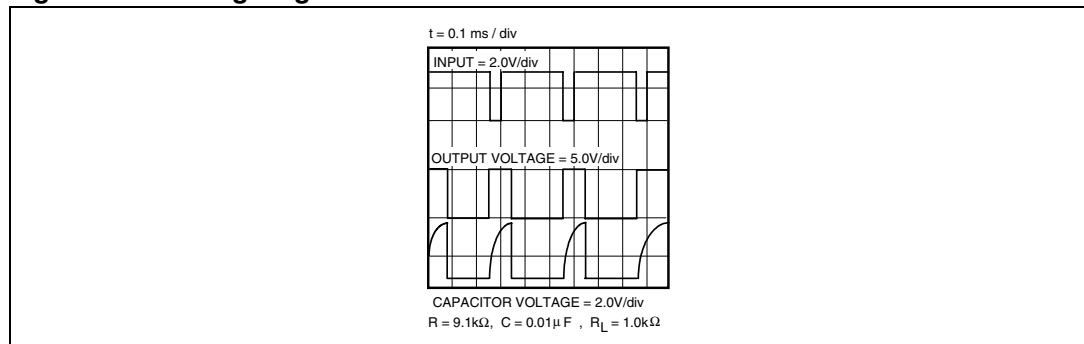 t = 0.1 ms / div
INPUT = 2.0V/div
OUTPUT VOLTAGE = 5.0V/div
CAPACITOR VOLTAGE = 2.0V/div
R = 9.1kΩ, C = 0.01μF , RL = 1.0kΩ